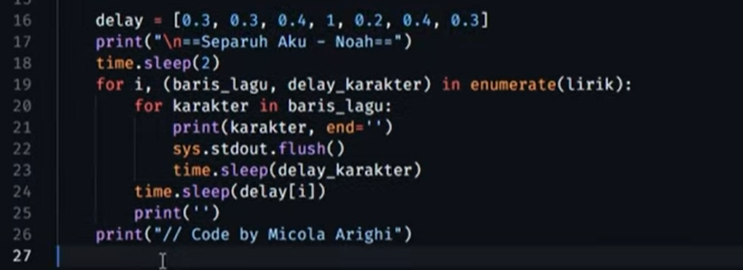 16 delay = [0.3, 0.3, 0.4, 1, 0.2, 0.4, 0.3]
17 print("\n==Separuh Aku - Noah==")
18 time.sleep(2)
19 for i, (baris_lagu, delay_karakter) in enumerate(lirik):
20 for karakter in baris_lagu:
21 print(karakter, end='')
22 sys.stdout.flush()
23 time.sleep(delay_karakter)
24 time.sleep(delay[i])
25 print('')
26 print("// Code by Micola Arighi")
27